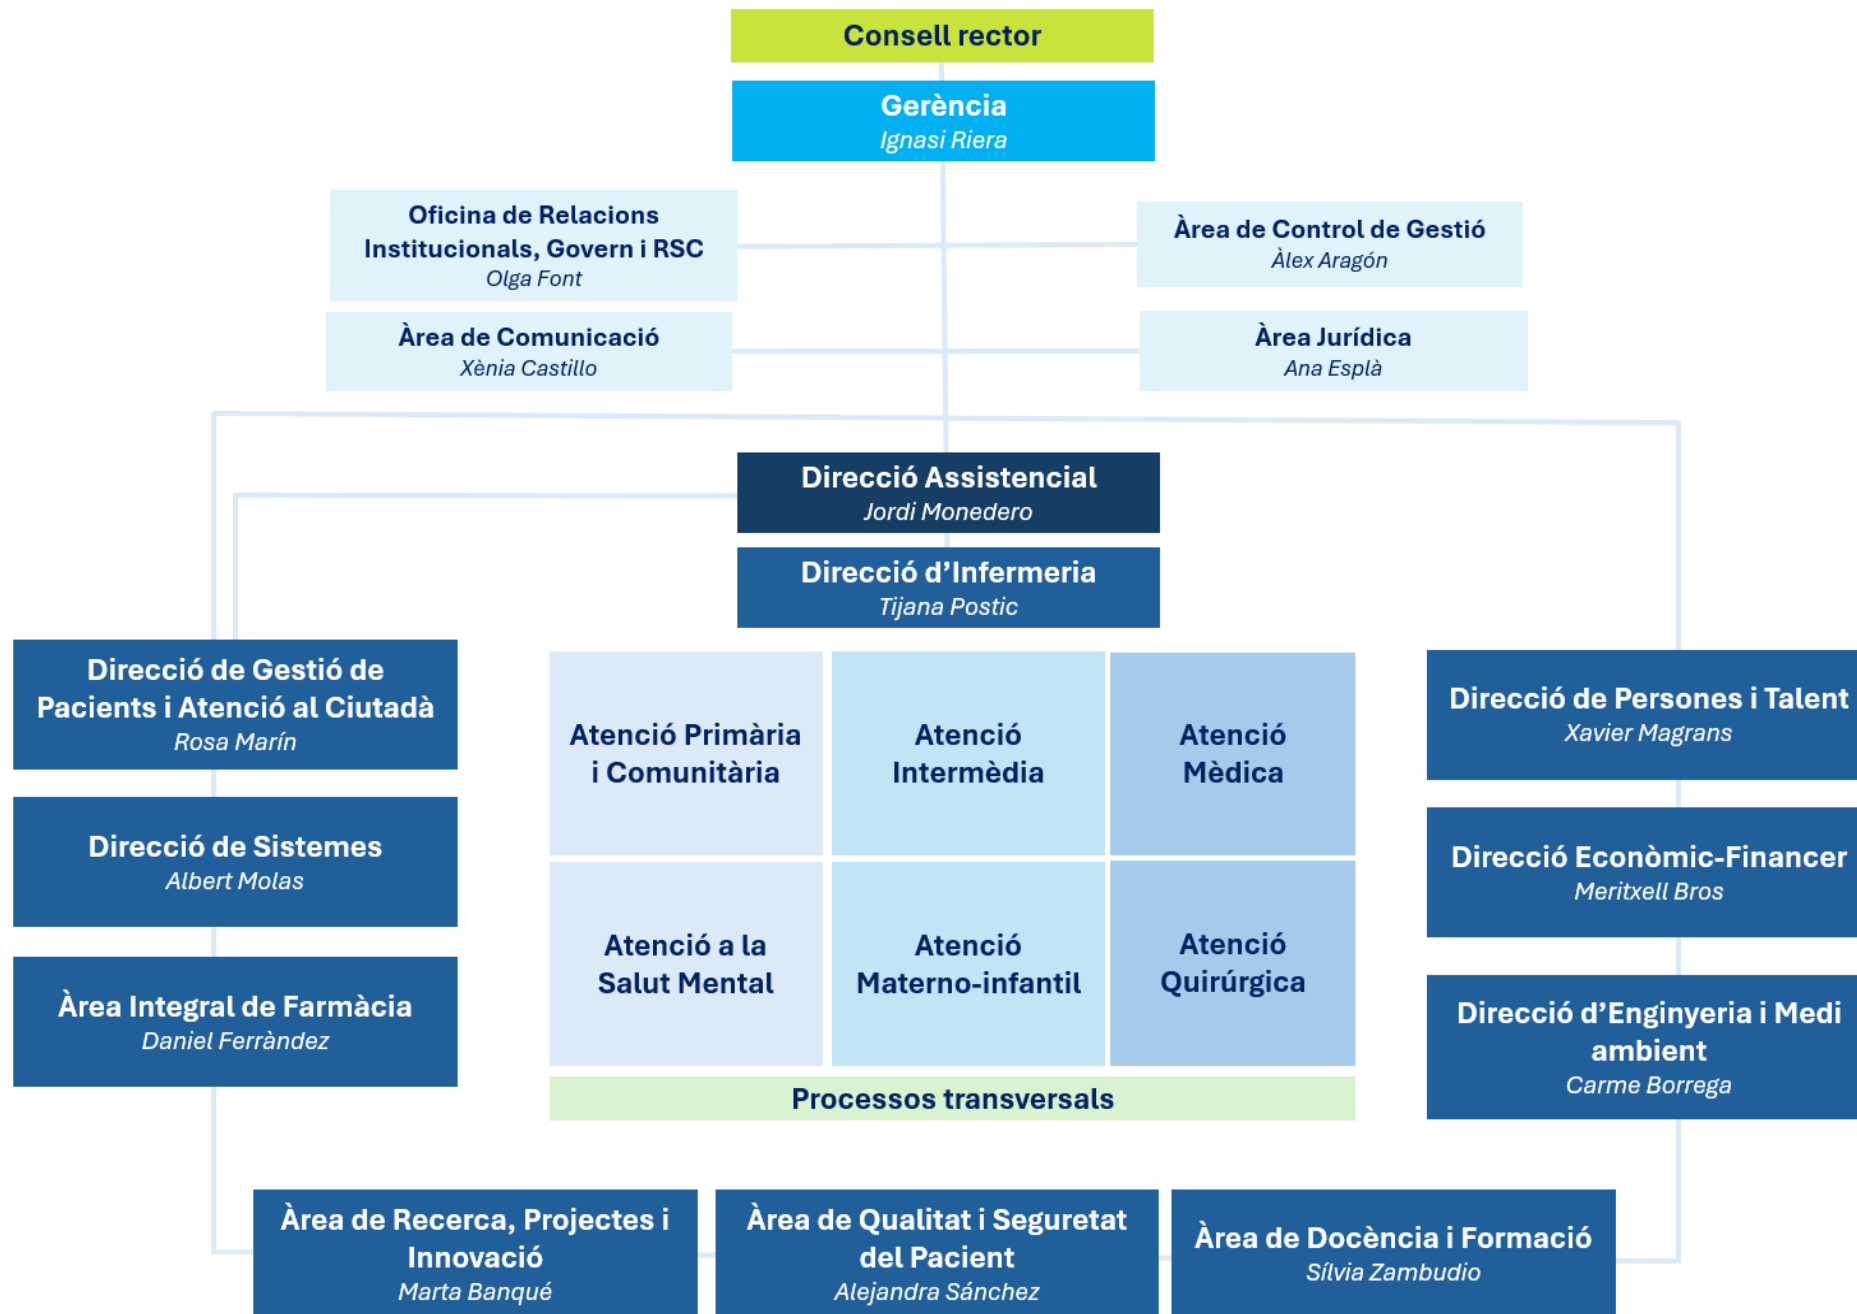 Consell rector
Gerència
Ignasi Riera
Oficina de Relacions
Institucionals, Govern i RSC
Olga Font
Àrea de Control de Gestió
Àlex Aragón
Àrea de Comunicació
Xènia Castillo
Àrea Jurídica
Ana Esplà
Direcció Assistencial
Jordi Monedero
Direcció d’Infermeria
Tijana Postic
Direcció de Gestió de
Pacients i Atenció al Ciutadà
Rosa Marín
Direcció de Sistemes
Albert Molas
Àrea Integral de Farmàcia
Daniel Ferràndez
Atenció Primària
i Comunitària
Atenció
Intermèdia
Atenció
Mèdica
Atenció a la
Salut Mental
Atenció
Materno-infantil
Atenció
Quirúrgica
Processos transversals
Direcció de Persones i Talent
Xavier Magrans
Direcció Econòmic-Financer
Meritxell Bros
Direcció d’Enginyeria i Medi
ambient
Carme Borrega
Àrea de Recerca, Projectes i
Innovació
Marta Banqué
Àrea de Qualitat i Seguretat
del Pacient
Alejandra Sánchez
Àrea de Docència i Formació
Sílvia Zambudio